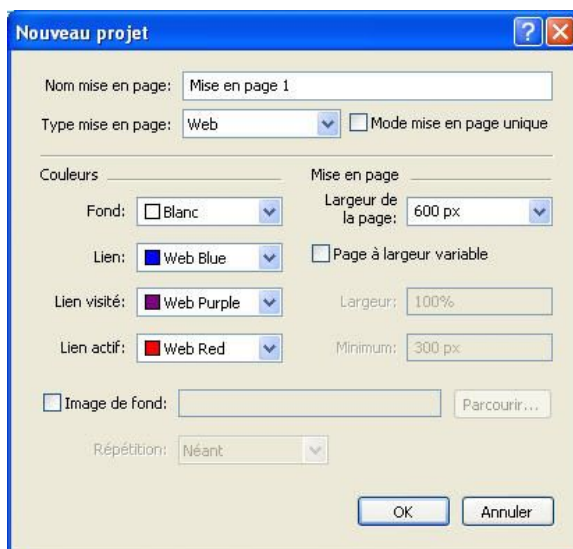 Nouveau projet
Nom mise en page: Mise en page 1
Type mise en page: Web Mode mise en page unique
Couleurs
Fond: Blanc
Lien: Web Blue
Lien visité: Web Purple
Lien actif: Web Red
Mise en page
Largeur de
la page: 600 px
Page à largeur variable
Largeur: 100%
Minimum: 300 px
Image de fond: Parcourir...
Répétition: Néant
OK Annuler